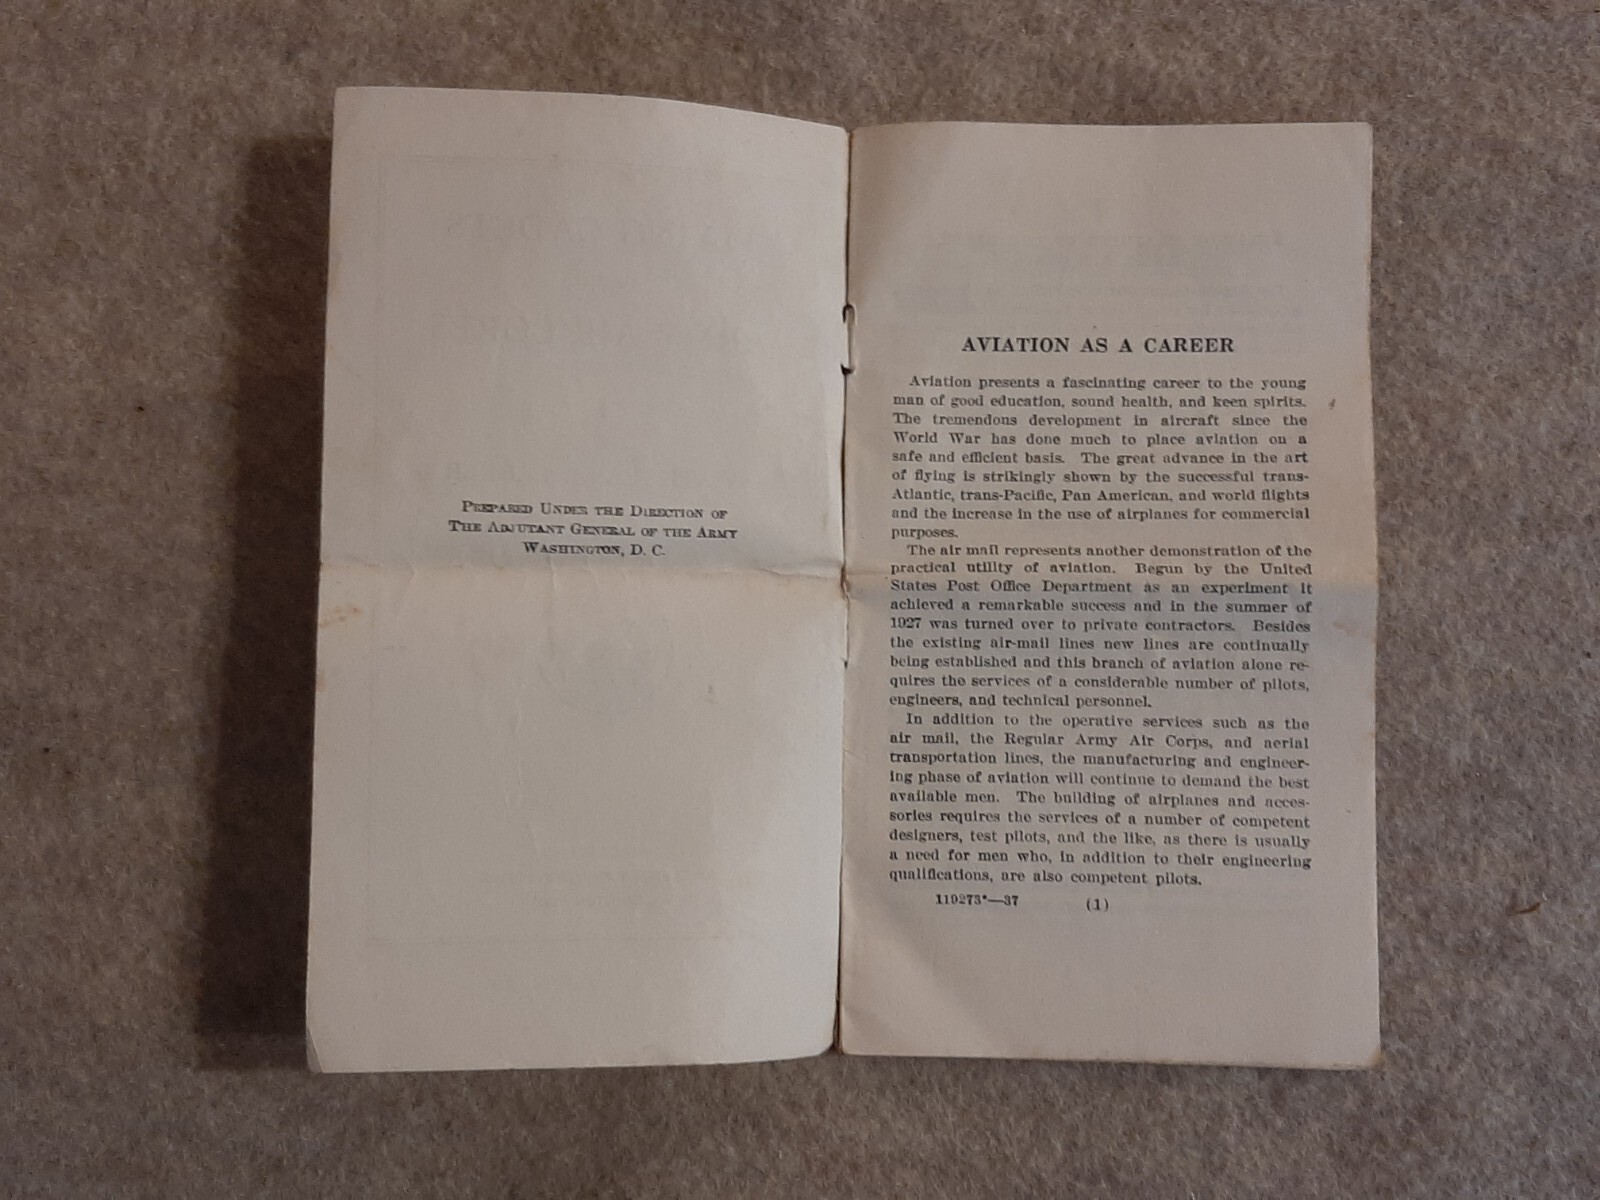 PREPARED UNDER THE DIRECTION OF
THE ADJUTANT GENERAL OF THE ARMY
WASHINGTON, D. C.
AVIATION AS A CAREER
Aviation presents a fascinating career to the young
man of good education, sound health, and keen spirits.
The tremendous development in aircraft since the
World War has done much to place aviation on a
safe and efficient basis. The great advance in the art
of flying is strikingly shown by the successful trans-
Atlantic, trans-Pacific, Pan American, and world flights
and the increase in the use of airplanes for commercial
purposes.
The air mail represents another demonstration of the
practical utility of aviation. Begun by the United
States Post Office Department as an experiment it
achieved a remarkable success and in the summer of
1927 was turned over to private contractors. Besides
the existing air-mail lines new lines are continually
being established and this branch of aviation alone re-
quires the services of a considerable number of pilots,
engineers, and technical personnel.
In addition to the operative services such as the
air mail, the Regular Army Air Corps, and aerial
transportation lines, the manufacturing and engineer-
ing phase of aviation will continue to demand the best
available men. The building of airplanes and acces-
sories requires the services of a number of competent
designers, test pilots, and the like, as there is usually
a need for men who, in addition to their engineering
qualifications, are also competent pilots.
119273°—37 (1)